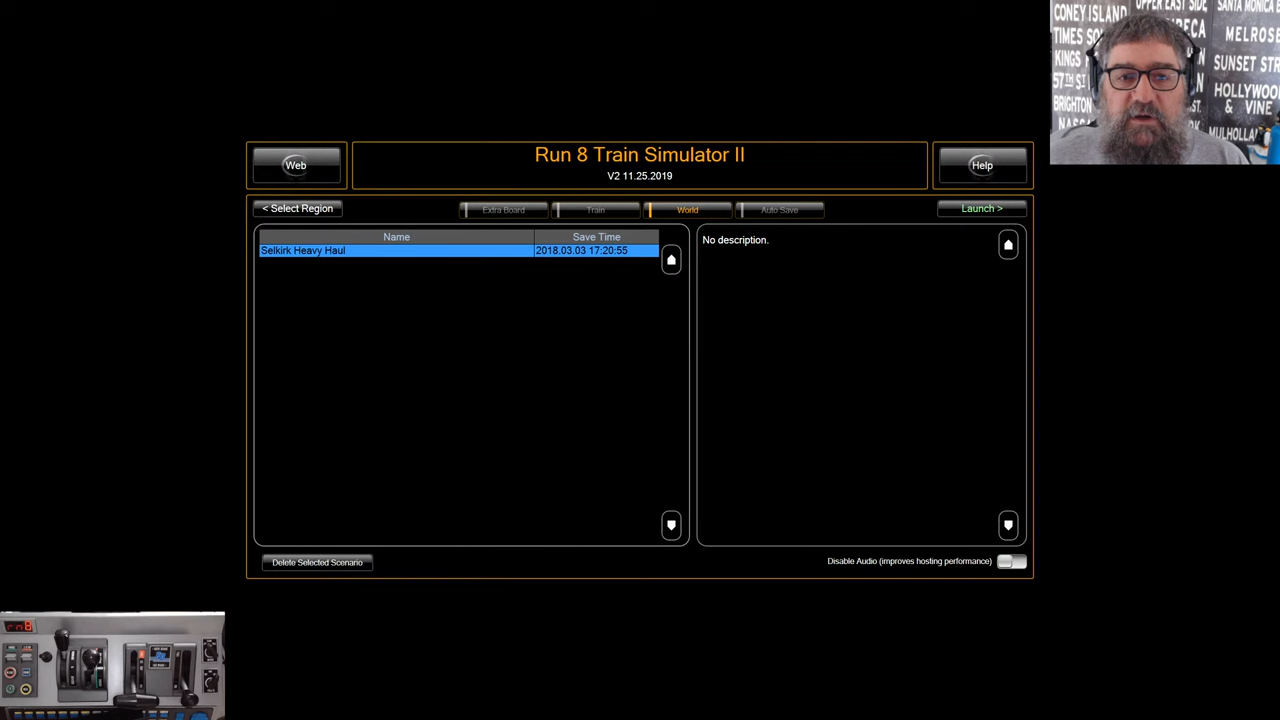 Web
Run 8 Train Simulator II
V2 11.25.2019
Help
< Select Region
Extra Board
Train
World
Auto Save
Launch >
Name
Save Time
Selkirk Heavy Haul
2018.03.03 17:20:55
No description.
Delete Selected Scenario
Disable Audio (improves hosting performance)
CONEY ISLAND
UPPER EAST SIDE
TIMES
KINGS
57TH ST
BRIGHTON
SANTA MONICA
MELROSE
SUNSET
HOLLYWOOD
& VINE